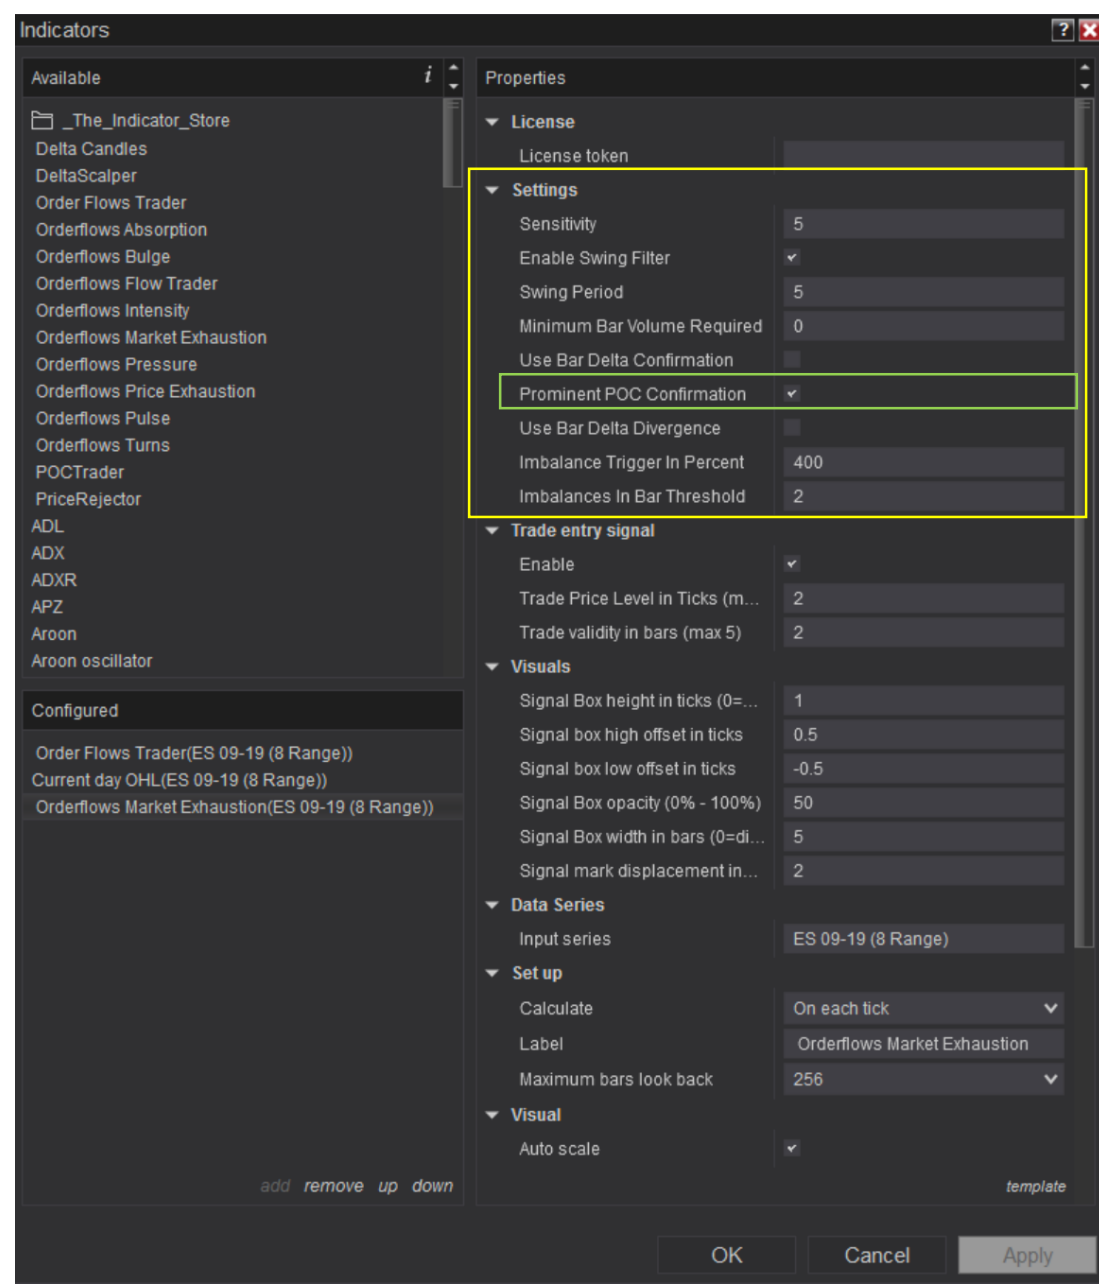 Indicators
?
Available
i
_The_Indicator_Store
Delta Candles
DeltaScalper
Order Flows Trader
Orderflows Absorption
Orderflows Bulge
Orderflows Flow Trader
Orderflows Intensity
Orderflows Market Exhaustion
Orderflows Pressure
Orderflows Price Exhaustion
Orderflows Pulse
Orderflows Turns
POCTrader
PriceRejector
ADL
ADX
ADXR
APZ
Aroon
Aroon oscillator
Configured
Order Flows Trader(ES 09-19 (8 Range))
Current day OHL(ES 09-19 (8 Range))
Orderflows Market Exhaustion(ES 09-19 (8 Range))
add remove up down
Properties
License
License token
Settings
Sensitivity 5
Enable Swing Filter
Swing Period 5
Minimum Bar Volume Required 0
Use Bar Delta Confirmation
Prominent POC Confirmation
Use Bar Delta Divergence
Imbalance Trigger In Percent 400
Imbalances In Bar Threshold 2
Trade entry signal
Enable
Trade Price Level in Ticks (m... 2
Trade validity in bars (max 5) 2
Visuals
Signal Box height in ticks (0=... 1
Signal box high offset in ticks 0.5
Signal box low offset in ticks -0.5
Signal Box opacity (0% - 100%) 50
Signal Box width in bars (0=di... 5
Signal mark displacement in... 2
Data Series
Input series ES 09-19 (8 Range)
Set up
Calculate On each tick
Label Orderflows Market Exhaustion
Maximum bars look back 256
Visual
Auto scale
template
OK Cancel Apply